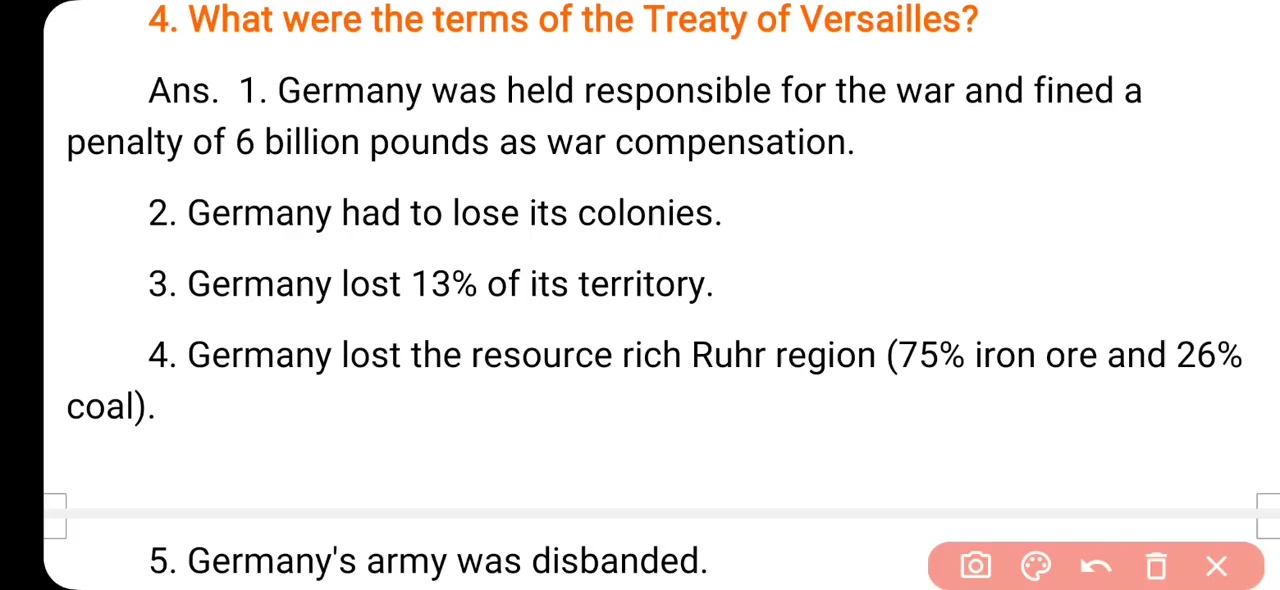 4. What were the terms of the Treaty of Versailles?
Ans. 1. Germany was held responsible for the war and fined a
penalty of 6 billion pounds as war compensation.
2. Germany had to lose its colonies.
3. Germany lost 13% of its territory.
4. Germany lost the resource rich Ruhr region (75% iron ore and 26%
coal).
5. Germany's army was disbanded.